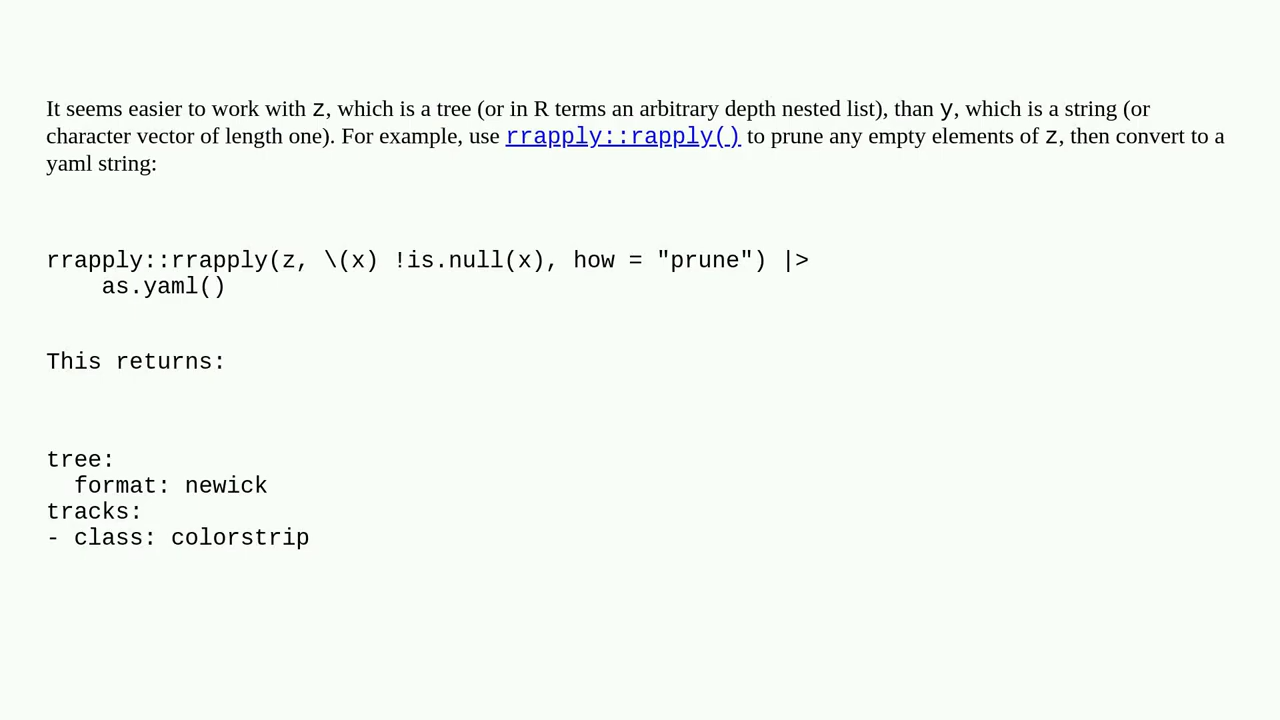 It seems easier to work with z, which is a tree (or in R terms an arbitrary depth nested list), than y, which is a string (or
character vector of length one). For example, use rrapply::rapply() to prune any empty elements of z, then convert to a
yaml string:
rrapply::rrapply(z, \(x) !is.null(x), how = "prune") |>
    as.yaml()
This returns:
tree:
  format: newick
tracks:
- class: colorstrip